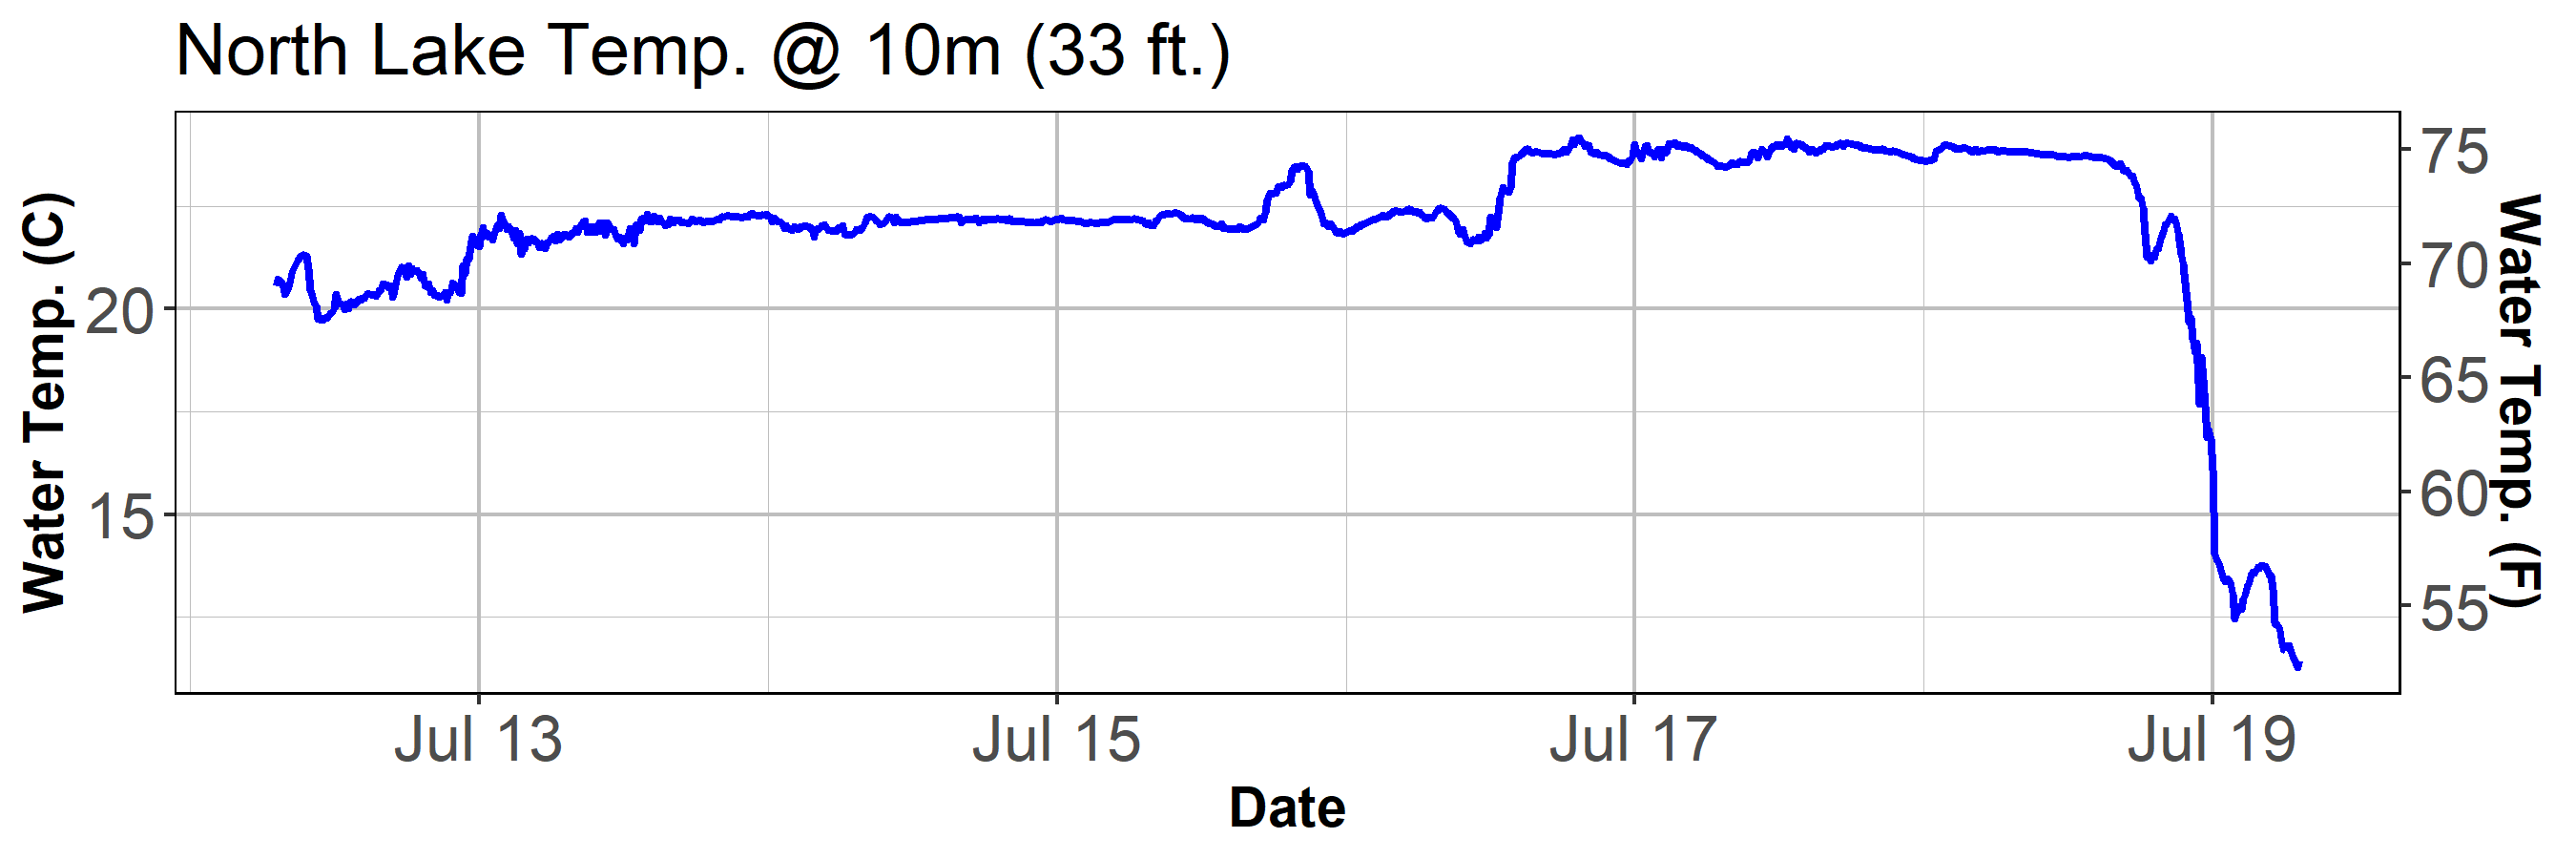 North Lake Temp. @ 10m (33 ft.)
Water Temp. (C)
20
15
75
70
65
60
55
Water Temp. (F)
Jul 13
Jul 15
Jul 17
Jul 19
Date